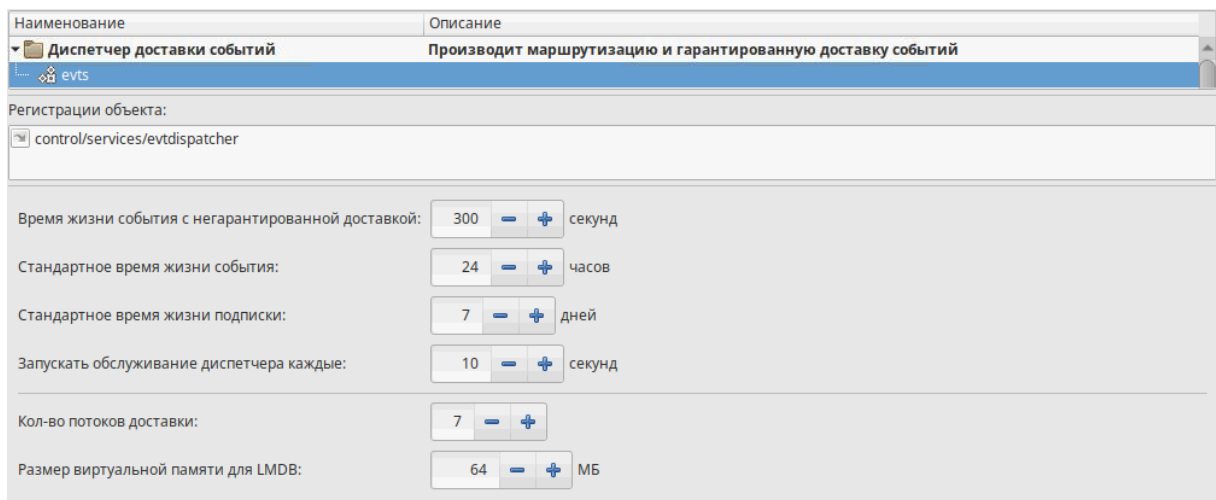 Наименование Описание
Диспетчер доставки событий Производит маршрутизацию и гарантированную доставку событий
evts
Регистрации объекта:
control/services/evtdispatcher
Время жизни события с негарантированной доставкой: 300 секунд
Стандартное время жизни события: 24 часов
Стандартное время жизни подписки: 7 дней
Запускать обслуживание диспетчера каждые: 10 секунд
Кол-во потоков доставки: 7
Размер виртуальной памяти для LMDB: 64 МБ